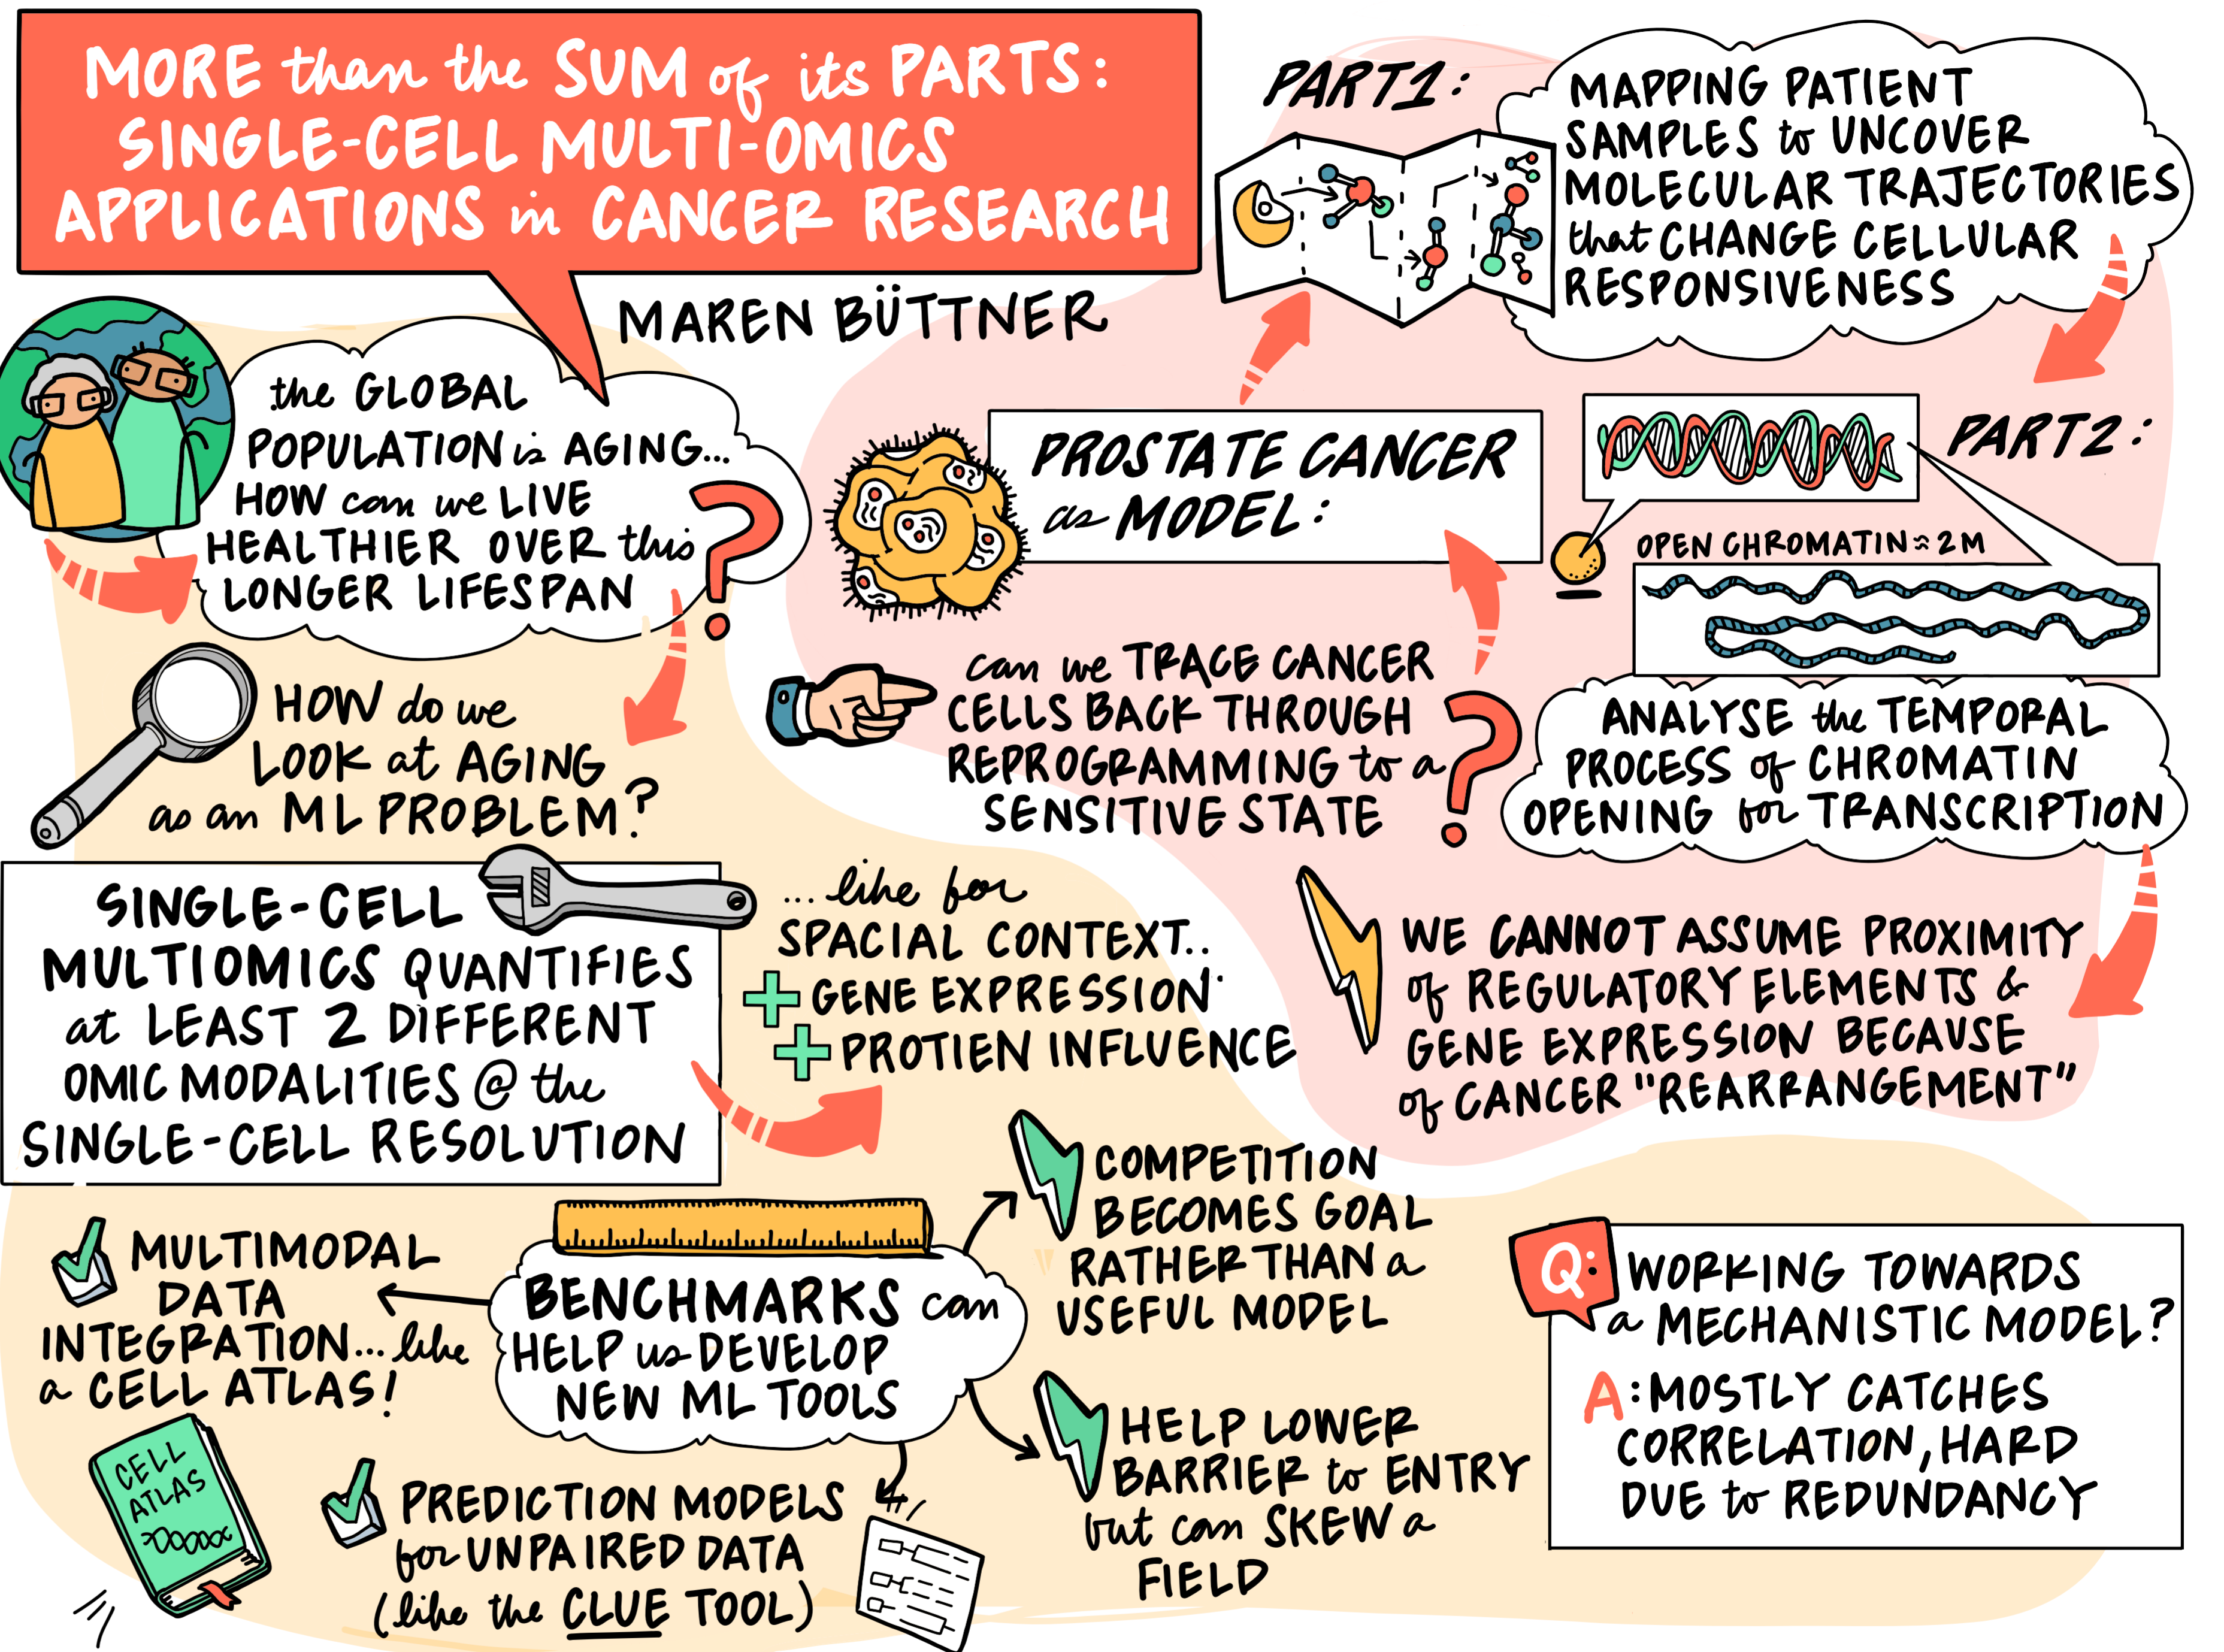 MORE than the SUM of its PARTS:
SINGLE-CELL MULTI-OMICS
APPLICATIONS in CANCER RESEARCH
MAREN BÜTTNER
the GLOBAL
POPULATION is AGING...
HOW can we LIVE
HEALTHIER OVER this
LONGER LIFESPAN
?
HOW do we
LOOK at AGING
as an ML PROBLEM?
SINGLE-CELL
MULTIOMICS QUANTIFIES
at LEAST 2 DIFFERENT
OMIC MODALITIES @ the
SINGLE-CELL RESOLUTION
...like for
SPACIAL CONTEXT..
+ GENE EXPRESSION
+ PROTIEN INFLUENCE
BENCHMARKS can
HELP us DEVELOP
NEW ML TOOLS
MULTIMODAL
DATA
INTEGRATION... like
a CELL ATLAS!
CELL
ATLAS
PREDICTION MODELS
for UNPAIRED DATA
(like the CLUE TOOL)
COMPETITION
BECOMES GOAL
RATHER THAN a
USEFUL MODEL
HELP LOWER
BARRIER to ENTRY
but can SKEW a
FIELD
can we TRACE CANCER
CELLS BACK THROUGH
REPROGRAMMING to a
SENSITIVE STATE
?
PROSTATE CANCER
as MODEL:
PART 1:
MAPPING PATIENT
SAMPLES to UNCOVER
MOLECULAR TRAJECTORIES
that CHANGE CELLULAR
RESPONSIVENESS
PART 2:
OPEN CHROMATIN ≈ 2M
ANALYSE the TEMPORAL
PROCESS of CHROMATIN
OPENING for TRANSCRIPTION
WE CANNOT ASSUME PROXIMITY
of REGULATORY ELEMENTS &
GENE EXPRESSION BECAUSE
of CANCER "REARRANGEMENT"
Q: WORKING TOWARDS
a MECHANISTIC MODEL?
A: MOSTLY CATCHES
CORRELATION, HARD
DUE to REDUNDANCY